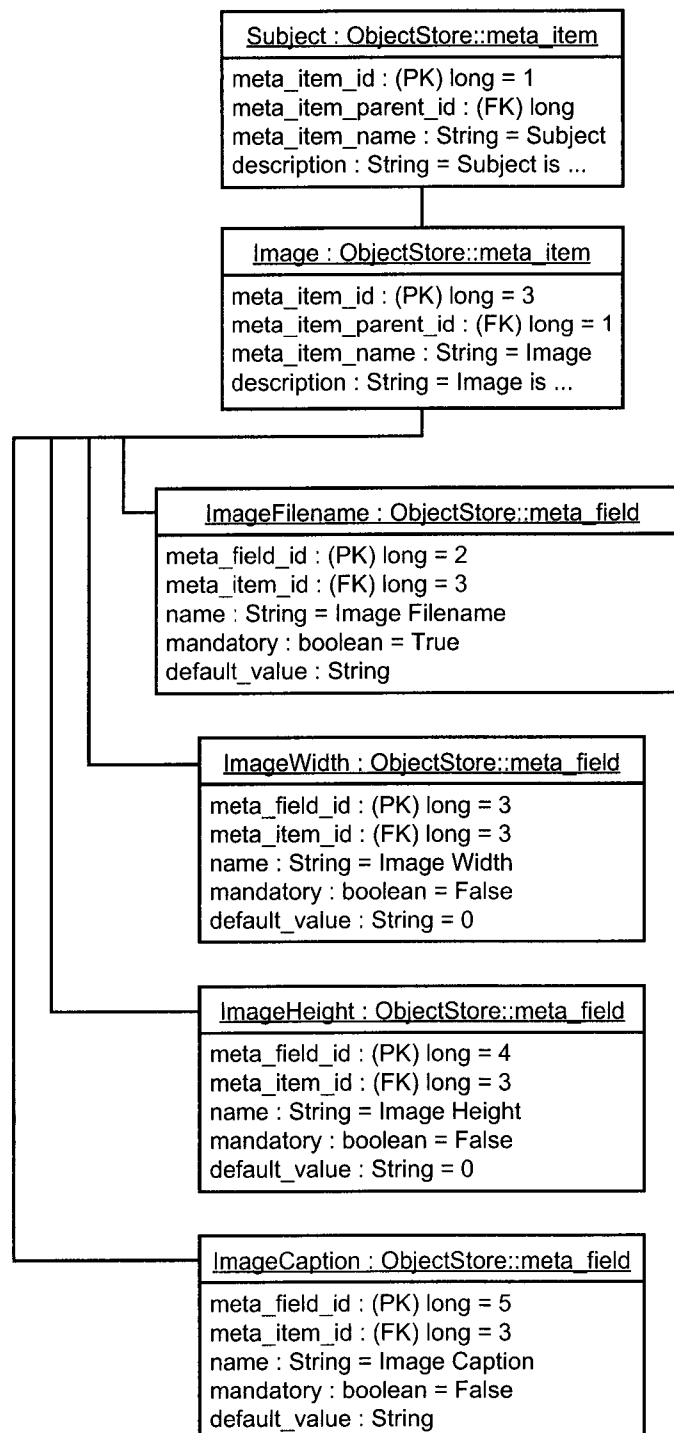 Subject : ObjectStore::meta_item
meta_item_id : (PK) long = 1
meta_item_parent_id : (FK) long
meta_item_name : String = Subject
description : String = Subject is ...
Image : ObjectStore::meta_item
meta_item_id : (PK) long = 3
meta_item_parent_id : (FK) long = 1
meta_item_name : String = Image
description : String = Image is ...
ImageFilename : ObjectStore::meta_field
meta_field_id : (PK) long = 2
meta_item_id : (FK) long = 3
name : String = Image Filename
mandatory : boolean = True
default_value : String
ImageWidth : ObjectStore::meta_field
meta_field_id : (PK) long = 3
meta_item_id : (FK) long = 3
name : String = Image Width
mandatory : boolean = False
default_value : String = 0
ImageHeight : ObjectStore::meta_field
meta_field_id : (PK) long = 4
meta_item_id : (FK) long = 3
name : String = Image Height
mandatory : boolean = False
default_value : String = 0
ImageCaption : ObjectStore::meta_field
meta_field_id : (PK) long = 5
meta_item_id : (FK) long = 3
name : String = Image Caption
mandatory : boolean = False
default_value : String